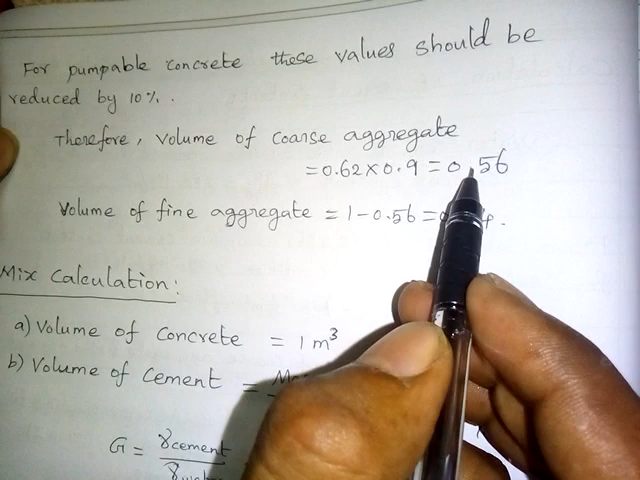 For pumpable concrete these values should be
reduced by 10%.
Therefore, volume of coarse aggregate
= 0.62 × 0.9 = 0.56
Volume of fine aggregate = 1 - 0.56 =
Mix Calculation:
a) Volume of concrete = 1 m³
b) Volume of cement =
G = γcement